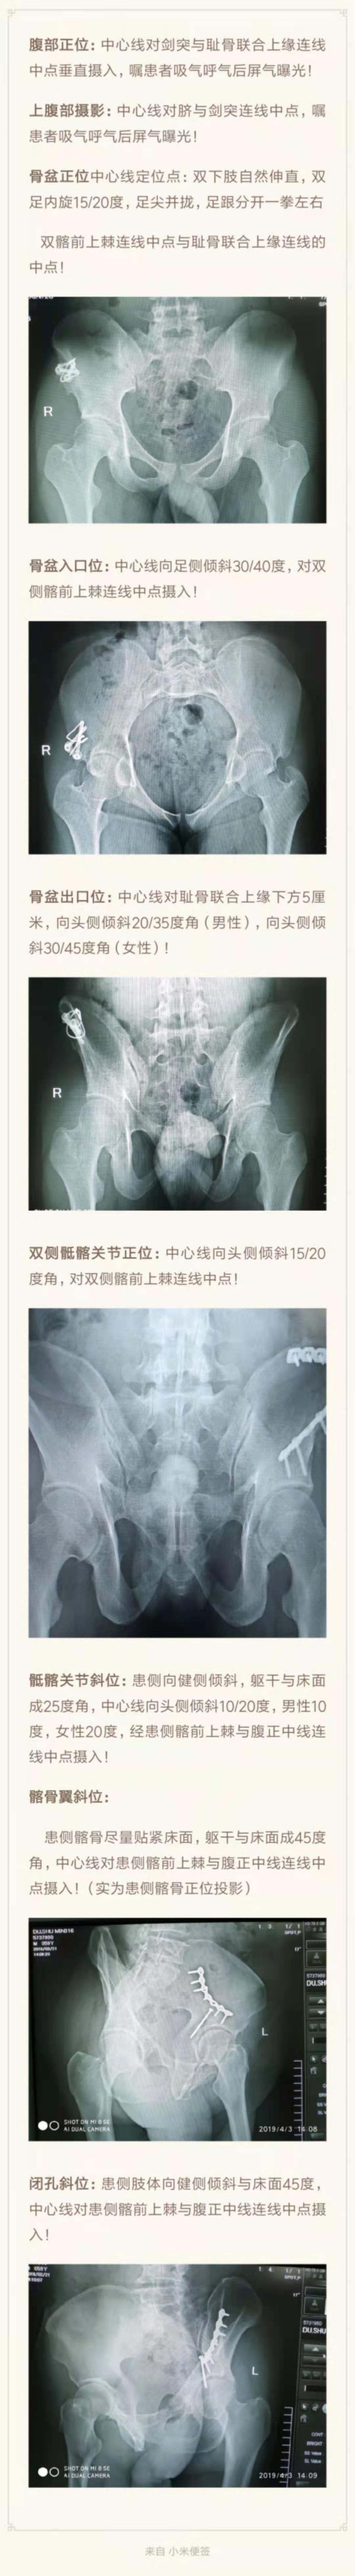 腹部正位：中心线对剑突与耻骨联合上缘连线
中点垂直摄入，嘱患者吸气呼气后屏气曝光！
上腹部摄影：中心线对脐与剑突连线中点，嘱
患者吸气呼气后屏气曝光！
骨盆正位中心线定位点：双下肢自然伸直，双
足内旋15/20度，足尖并拢，足跟分开一拳左右
双髂前上棘连线中点与耻骨联合上缘连线的
中点！
R
骨盆入口位：中心线向足侧倾斜30/40度，对双
侧髂前上棘连线中点摄入！
R
骨盆出口位：中心线对耻骨联合上缘下方5厘
米，向头侧倾斜20/35度角（男性），向头侧倾
斜30/45度角（女性）！
R
双侧骶髂关节正位：中心线向头侧倾斜15/20
度角，对双侧髂前上棘连线中点！
骶髂关节斜位：患侧向健侧倾斜，躯干与床面
成25度角，中心线向头侧倾斜10/20度，男性10
度，女性20度，经患侧髂前上棘与腹正中线连
线中点摄入！
髂骨翼斜位：
患侧髂骨尽量贴紧床面，躯干与床面成45度
角，中心线对患侧髂前上棘与腹正中线连线中
点摄入！（实为患侧髂骨正位投影）
L
SHOT ON MI 8 SE
AI DUAL CAMERA
2019/4/3 14:08
闭孔斜位：患侧肢体向健侧倾斜与床面45度，
中心线对患侧髂前上棘与腹正中线连线中点摄
入！
L
SHOT ON MI 8 SE
AI DUAL CAMERA
2019/4/3 14:09
来自 小米便签